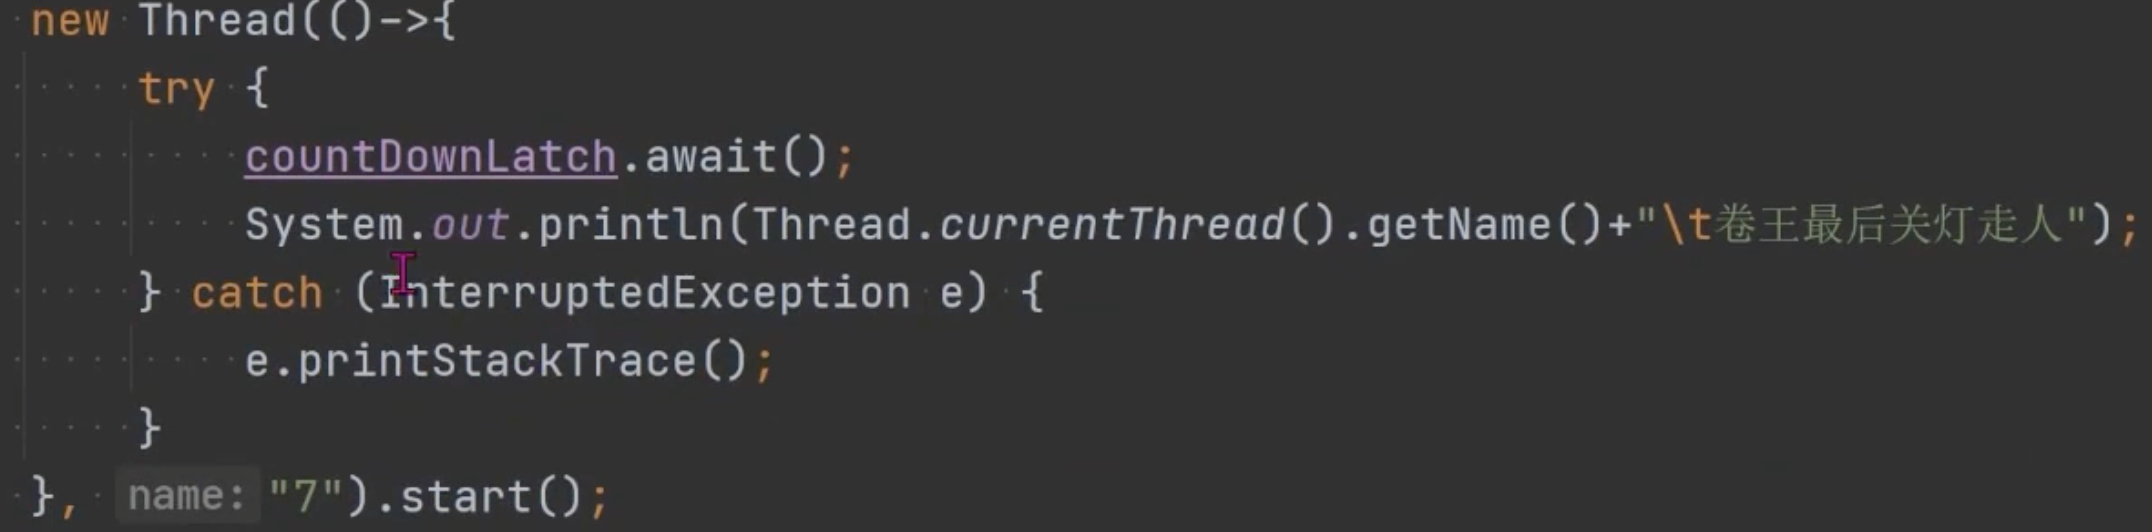 new Thread(()->{
try {
countDownLatch.await();
System.out.println(Thread.currentThread().getName()+"\t卷王最后关灯走人");
} catch (InterruptedException e) {
e.printStackTrace();
}
}, name: "7").start();